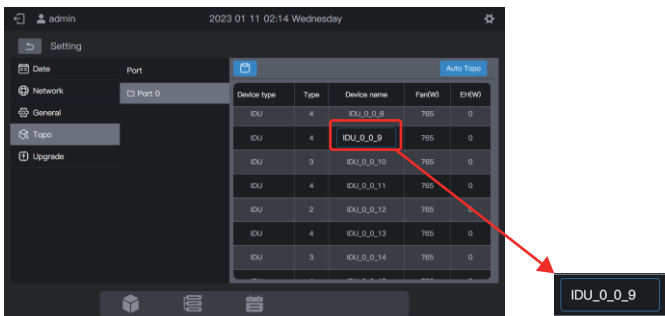 admin 2023 01 11 02:14 Wednesday
Setting
Date Port Auto Topo
Network Port 0 Device type Type Device name Fan(W) EH(W)
General IDU 4 IDU_0_0_8 765 0
Topo IDU 4 IDU_0_0_9 765 0
Upgrade IDU 3 IDU_0_0_10 765 0
IDU 4 IDU_0_0_11 765 0
IDU 2 IDU_0_0_12 765 0
IDU 4 IDU_0_0_13 765 0
IDU 3 IDU_0_0_14 765 0
IDU_0_0_9